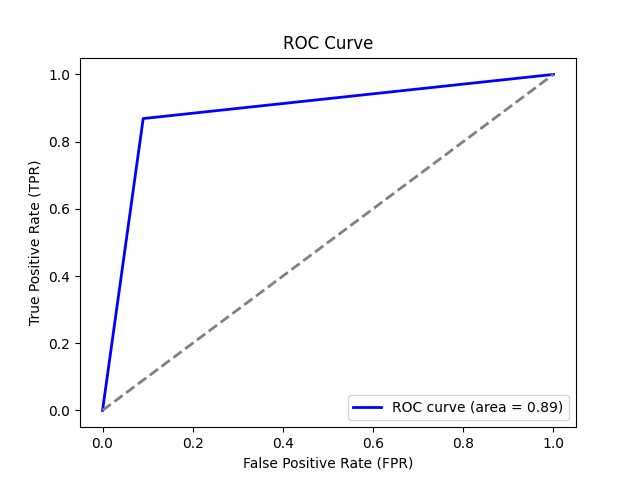 ROC Curve
True Positive Rate (TPR)
1.0
0.8
0.6
0.4
0.2
0.0
0.0 0.2 0.4 0.6 0.8 1.0
False Positive Rate (FPR)
ROC curve (area = 0.89)